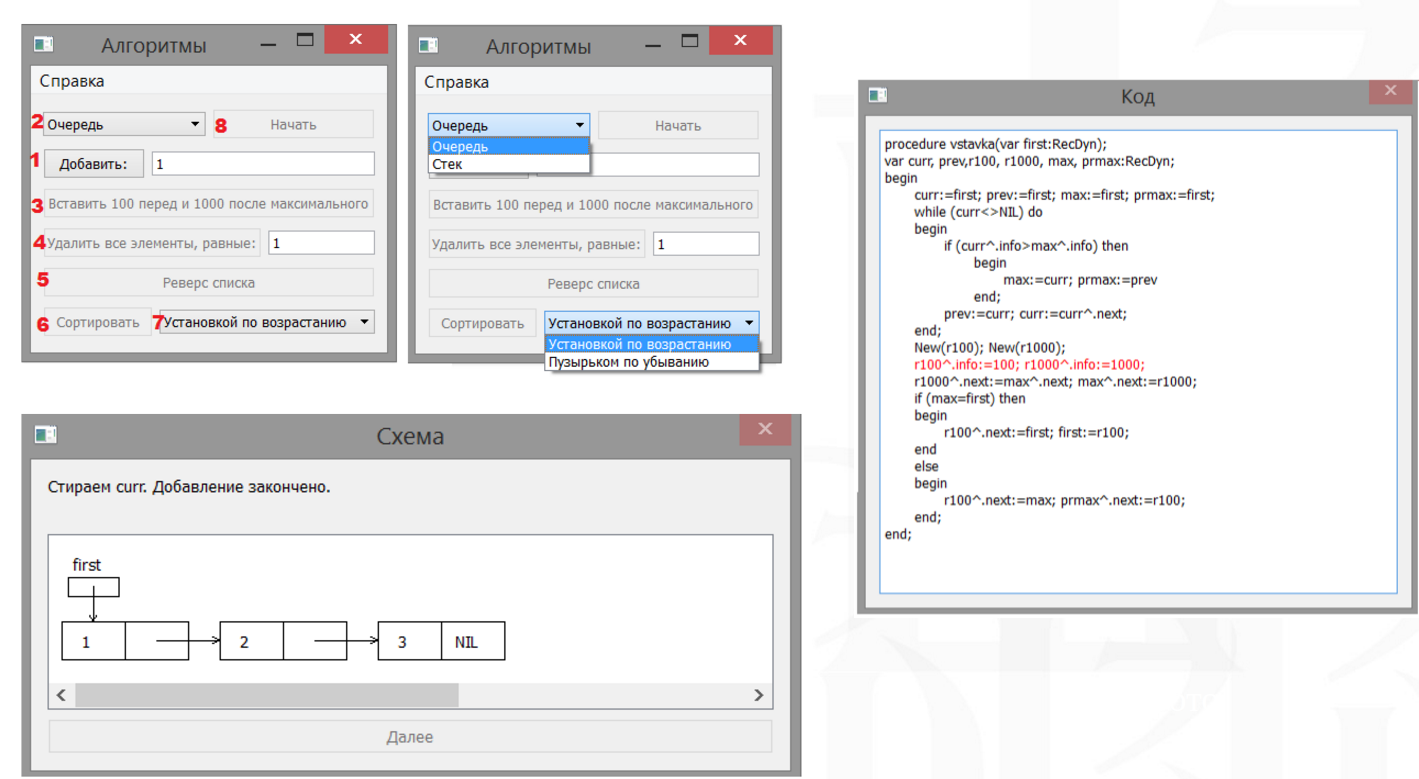 Алгоритмы
Справка
2 Очередь 8 Начать
1 Добавить: 1
3 Вставить 100 перед и 1000 после максимального
4 Удалить все элементы, равные: 1
5 Реверс списка
6 Сортировать 7 Установкой по возрастанию
Алгоритмы
Справка
Очередь Начать
Очередь
Стек
Вставить 100 перед и 1000 после максимального
Удалить все элементы, равные: 1
Реверс списка
Сортировать Установкой по возрастанию
Установкой по возрастанию
Пузырьком по убыванию
Код
procedure vstavka(var first:RecDyn);
var curr, prev,r100, r1000, max, prmax:RecDyn;
begin
curr:=first; prev:=first; max:=first; prmax:=first;
while (curr<>NIL) do
begin
if (curr^.info>max^.info) then
begin
max:=curr; prmax:=prev
end;
prev:=curr; curr:=curr^.next;
end;
New(r100); New(r1000);
r100^.info:=100; r1000^.info:=1000;
r1000^.next:=max^.next; max^.next:=r1000;
if (max=first) then
begin
r100^.next:=first; first:=r100;
end
else
begin
r100^.next:=max; prmax^.next:=r100;
end;
end;
Схема
Стираем curr. Добавление закончено.
first
1 2 3 NIL
Далее